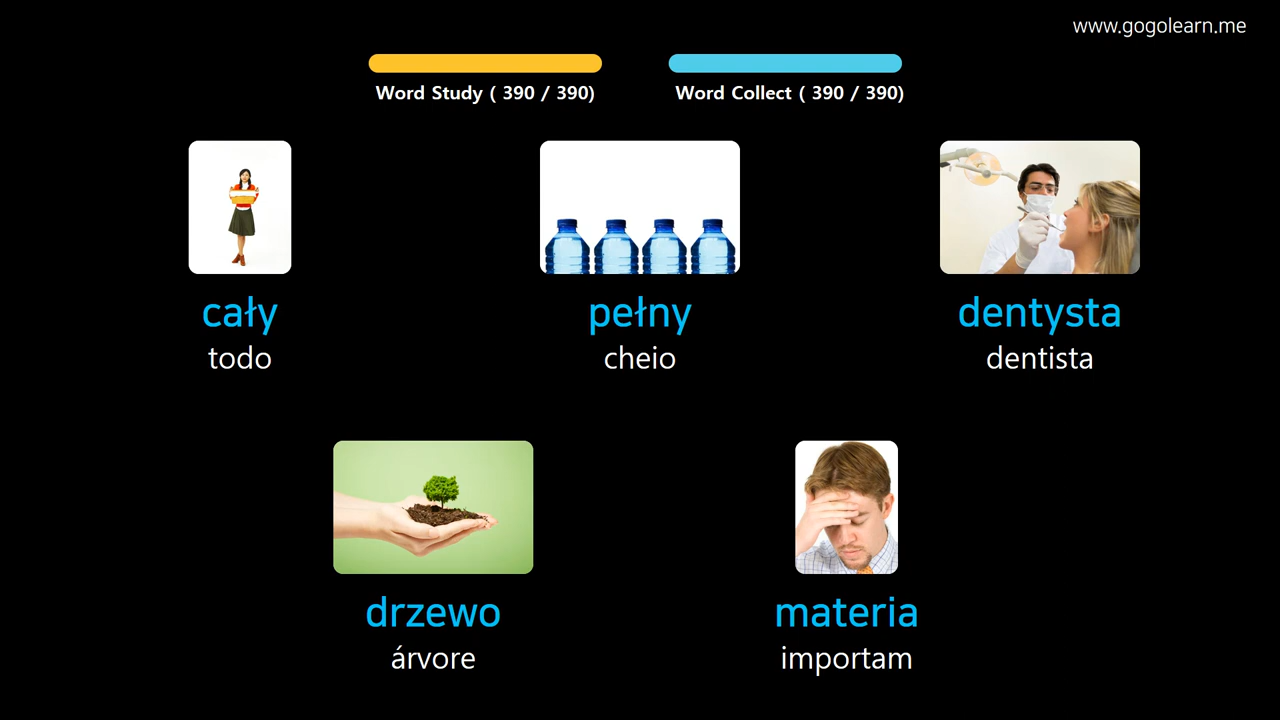 www.gogolearn.me
Word Study ( 390 / 390)
Word Collect ( 390 / 390)
cały
todo
pełny
cheio
dentysta
dentista
drzewo
árvore
materia
importam